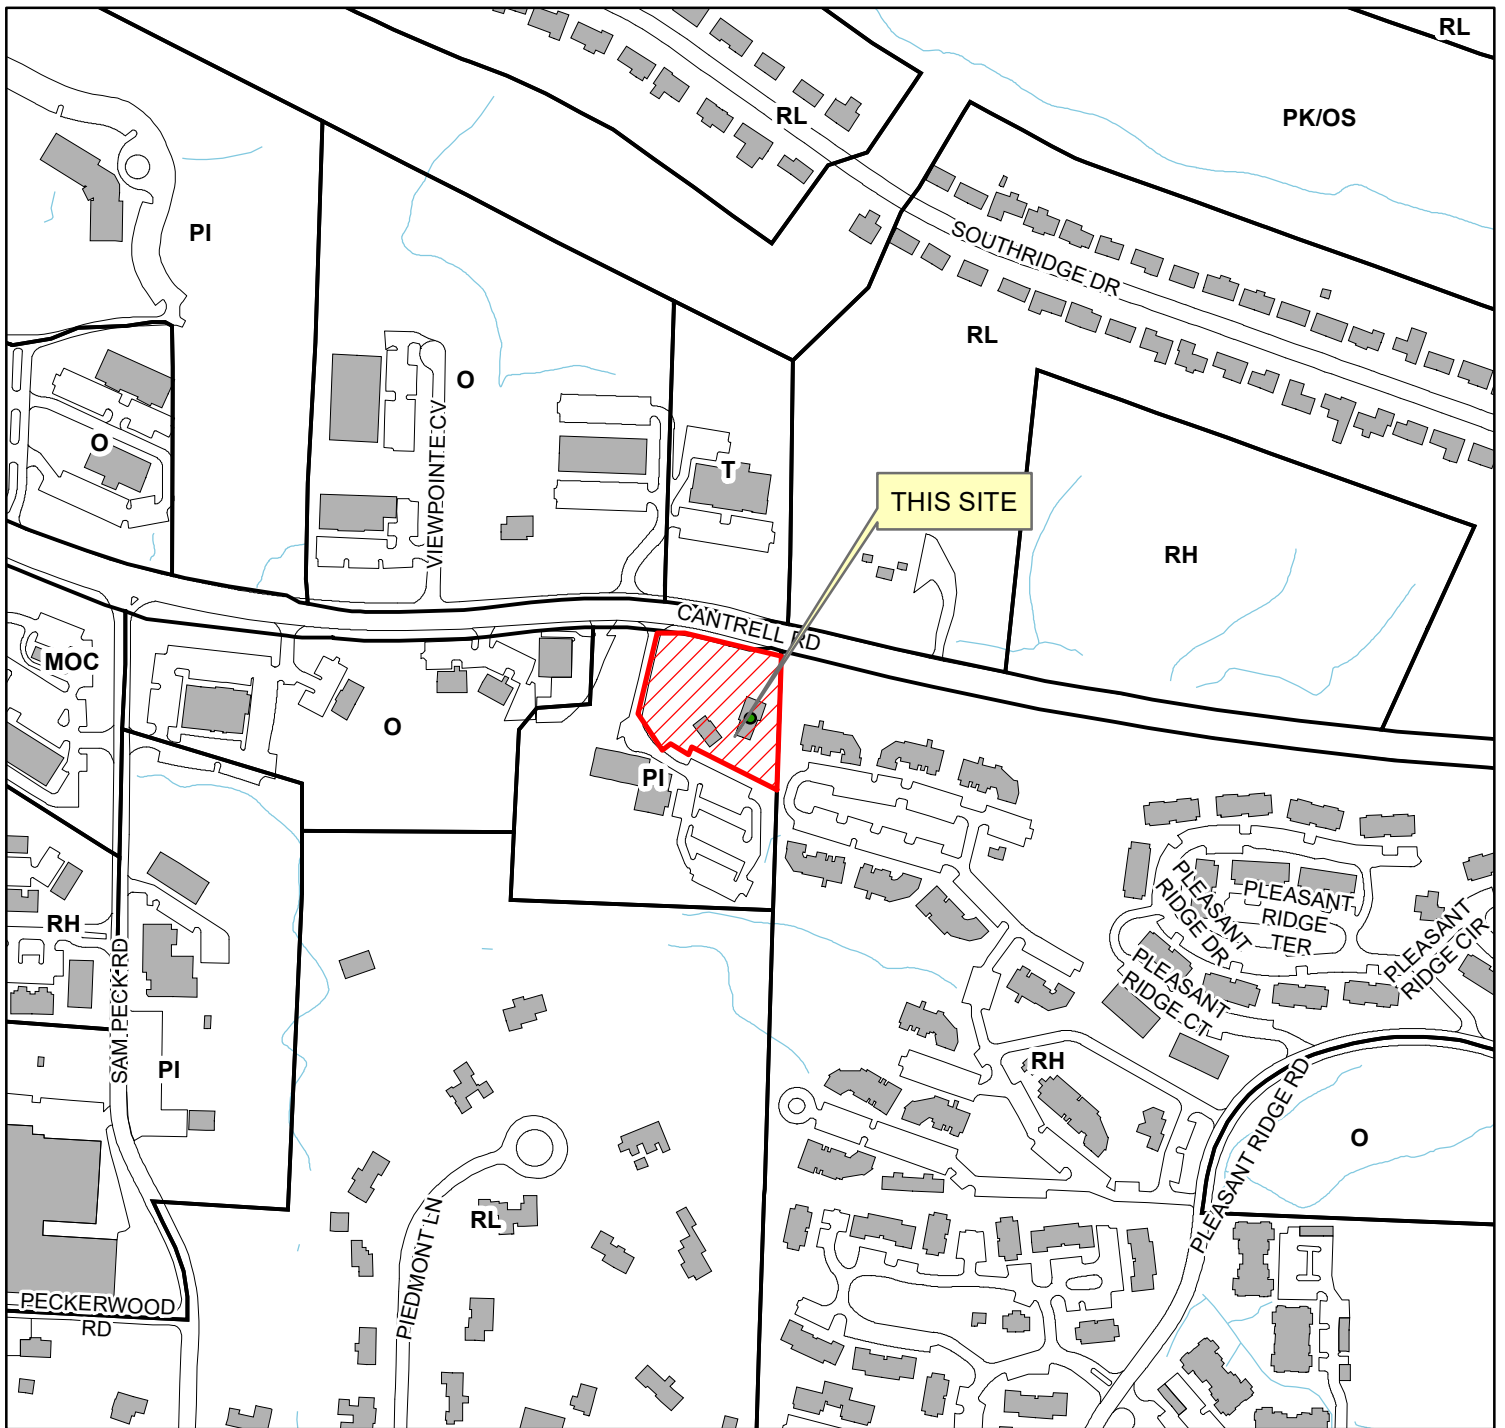 RL
PK/OS
RL
PI
SOUTHRIDGE DR
RL
O
O
VIEWPOINTE CV
T
THIS SITE
RH
CANTRELL RD
MOC
O
PI
PLEASANT
RIDGE DR
PLEASANT
RIDGE
TER
PLEASANT
RIDGE CIR
RH
SAM PECK RD
PLEASANT
RIDGE CT
PI
RH
PLEASANT RIDGE RD
O
RL
PIEDMONT LN
PECKERWOOD
RD